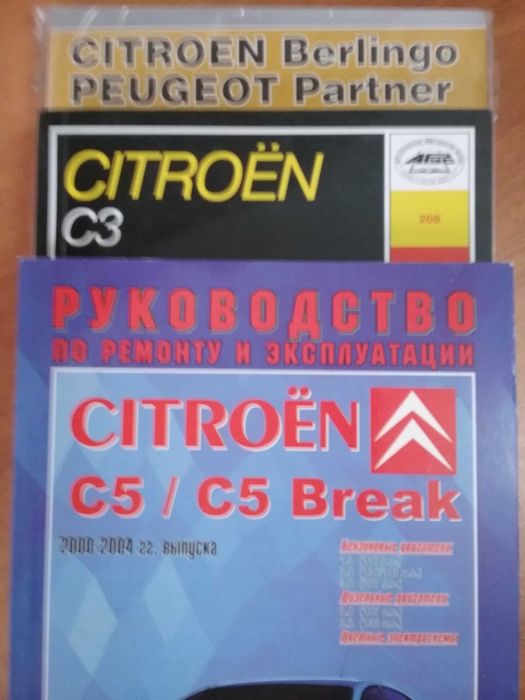 CITROEN Berlingo
PEUGEOT Partner
CITROËN
C3
208
РУКОВОДСТВО
ПО РЕМОНТУ И ЭКСПЛУАТАЦИИ
CITROËN
C5 / C5 Break
2000-2004 гг. выпуска
Бензиновые двигатели:
Дизельные двигатели:
Цветные электросхемы